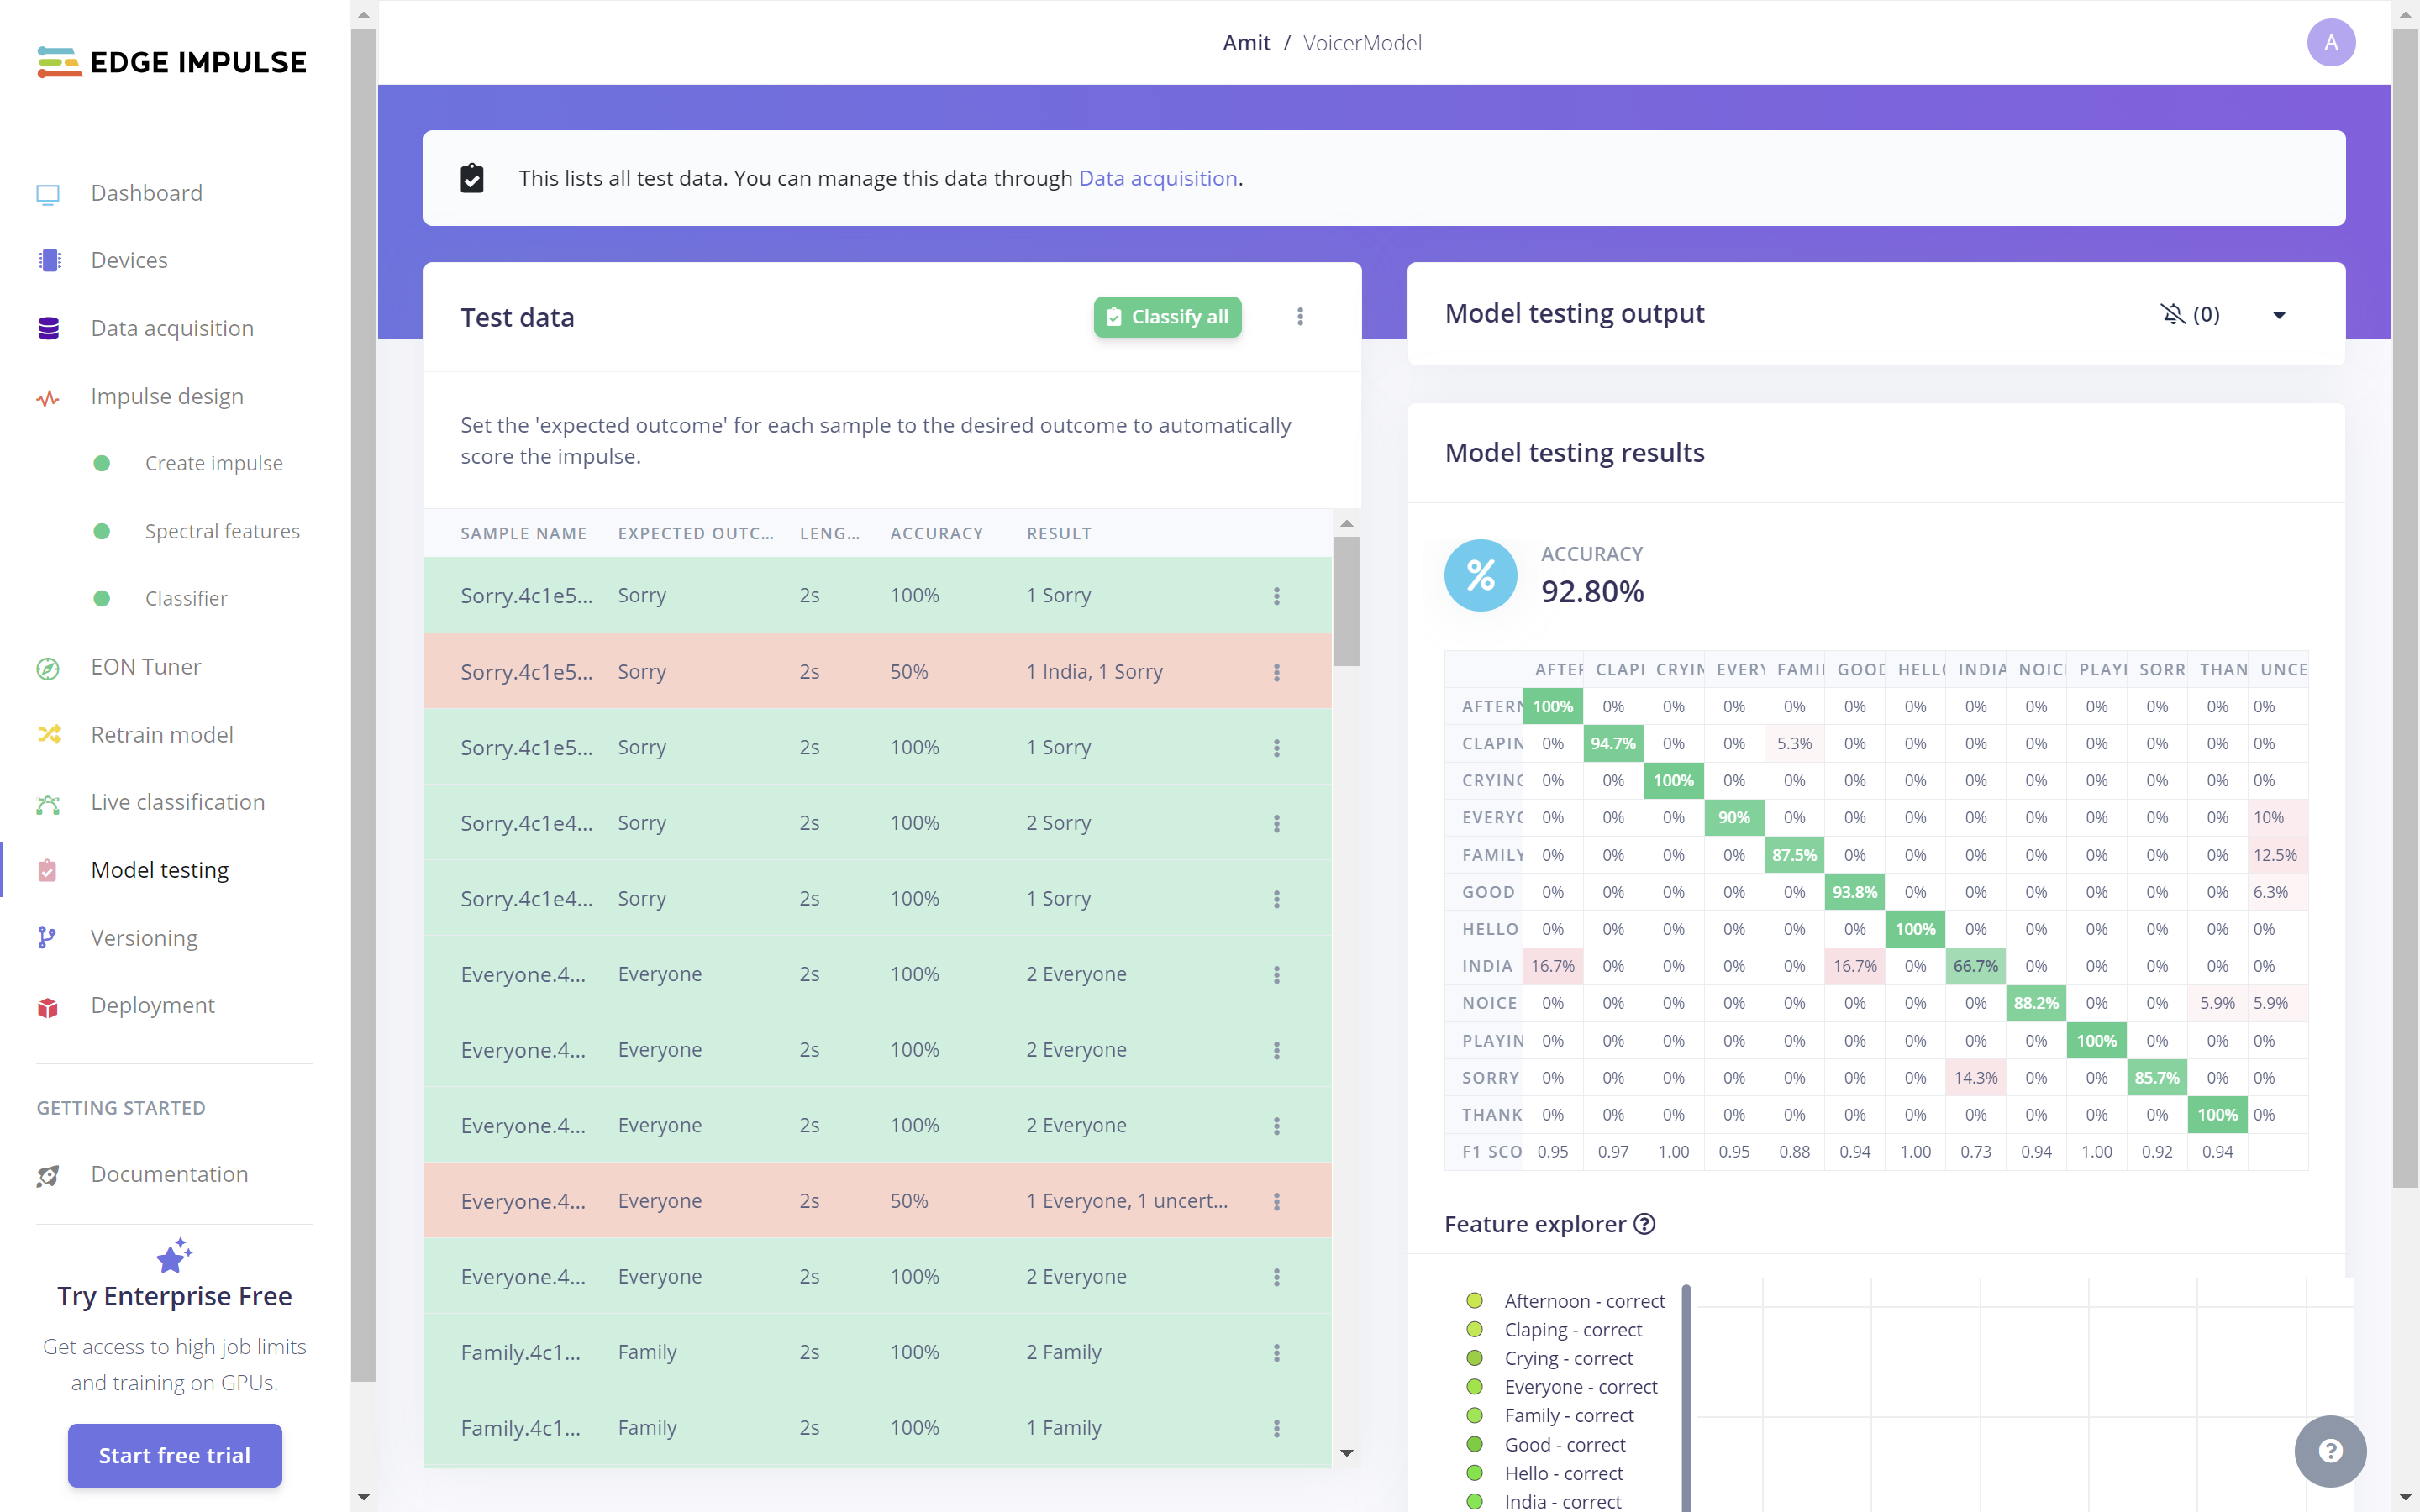 EDGE IMPULSE
Dashboard
Devices
Data acquisition
Impulse design
Create impulse
Spectral features
Classifier
EON Tuner
Retrain model
Live classification
Model testing
Versioning
Deployment
GETTING STARTED
Documentation
Try Enterprise Free
Get access to high job limits
and training on GPUs.
Start free trial
Amit / VoicerModel
A
This lists all test data. You can manage this data through Data acquisition.
Test data
Classify all
Set the 'expected outcome' for each sample to the desired outcome to automatically
score the impulse.
SAMPLE NAME EXPECTED OUTC... LENG... ACCURACY RESULT
Sorry.4c1e5... Sorry 2s 100% 1 Sorry
Sorry.4c1e5... Sorry 2s 50% 1 India, 1 Sorry
Sorry.4c1e5... Sorry 2s 100% 1 Sorry
Sorry.4c1e4... Sorry 2s 100% 2 Sorry
Sorry.4c1e4... Sorry 2s 100% 1 Sorry
Everyone.4... Everyone 2s 100% 2 Everyone
Everyone.4... Everyone 2s 100% 2 Everyone
Everyone.4... Everyone 2s 100% 2 Everyone
Everyone.4... Everyone 2s 50% 1 Everyone, 1 uncert...
Everyone.4... Everyone 2s 100% 2 Everyone
Family.4c1... Family 2s 100% 2 Family
Family.4c1... Family 2s 100% 1 Family
Model testing output
(0)
Model testing results
%
ACCURACY
92.80%
AFTER CLAPI CRYIN EVERY FAMII GOOD HELLO INDIA NOICE PLAYI SORR THAN UNCE
AFTERN 100% 0% 0% 0% 0% 0% 0% 0% 0% 0% 0% 0% 0%
CLAPIN 0% 94.7% 0% 0% 5.3% 0% 0% 0% 0% 0% 0% 0% 0%
CRYING 0% 0% 100% 0% 0% 0% 0% 0% 0% 0% 0% 0% 0%
EVERYO 0% 0% 0% 90% 0% 0% 0% 0% 0% 0% 0% 0% 10%
FAMILY 0% 0% 0% 0% 87.5% 0% 0% 0% 0% 0% 0% 0% 12.5%
GOOD 0% 0% 0% 0% 0% 93.8% 0% 0% 0% 0% 0% 0% 6.3%
HELLO 0% 0% 0% 0% 0% 0% 100% 0% 0% 0% 0% 0% 0%
INDIA 16.7% 0% 0% 0% 0% 16.7% 0% 66.7% 0% 0% 0% 0% 0%
NOICE 0% 0% 0% 0% 0% 0% 0% 0% 88.2% 0% 0% 5.9% 5.9%
PLAYIN 0% 0% 0% 0% 0% 0% 0% 0% 0% 100% 0% 0% 0%
SORRY 0% 0% 0% 0% 0% 0% 0% 14.3% 0% 0% 85.7% 0% 0%
THANK 0% 0% 0% 0% 0% 0% 0% 0% 0% 0% 0% 100% 0%
F1 SCO 0.95 0.97 1.00 0.95 0.88 0.94 1.00 0.73 0.94 1.00 0.92 0.94
Feature explorer ?
Afternoon - correct
Claping - correct
Crying - correct
Everyone - correct
Family - correct
Good - correct
Hello - correct
India - correct
?